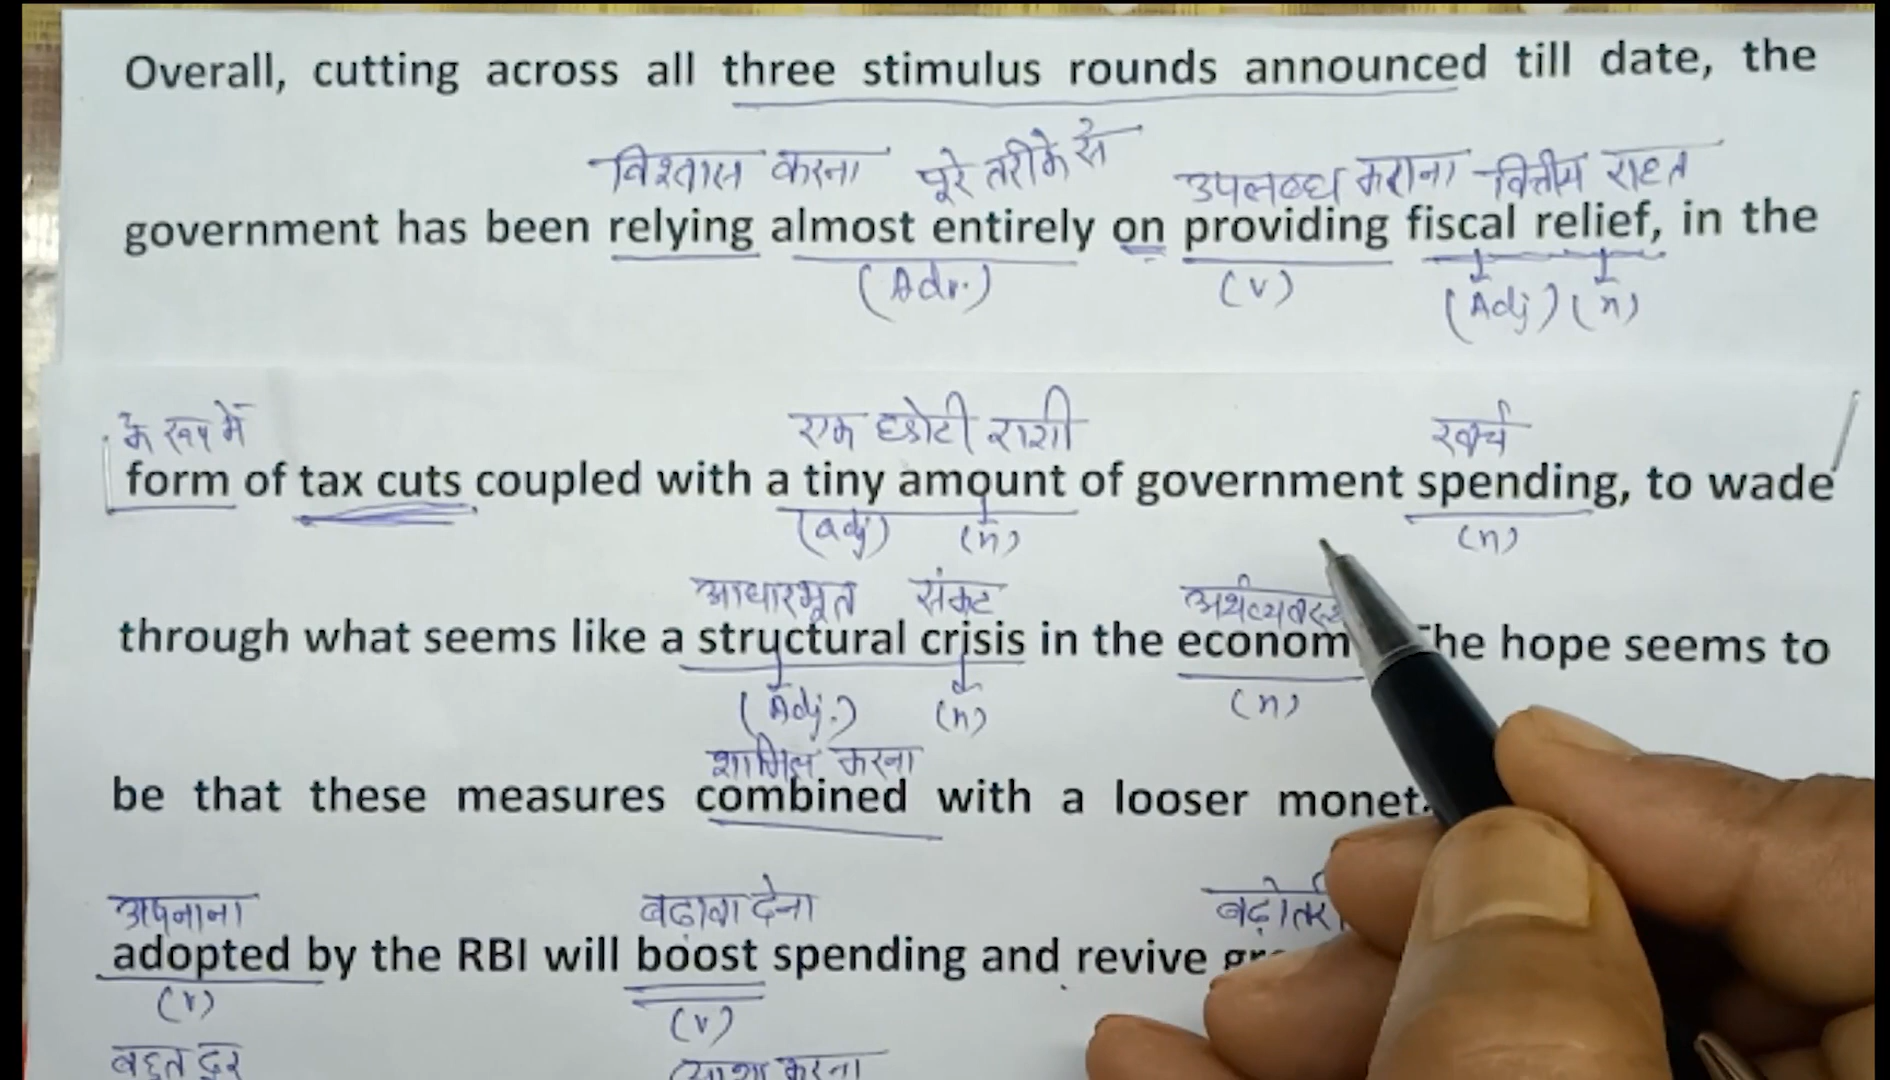 Overall, cutting across all three stimulus rounds announced till date, the
विश्वास करना पूरे तरीके से उपलब्ध कराना वित्तीय राहत
government has been relying almost entirely on providing fiscal relief, in the
(Adv.) (v) (Adj) (n)
के रूप में एक छोटी राशी खर्च
form of tax cuts coupled with a tiny amount of government spending, to wade
(adj) (n) (n)
आधारभूत संकट
through what seems like a structural crisis in the econom he hope seems to
(Adj.) (n) (n)
शामिल करना
be that these measures combined with a looser monet
अपनाना बढ़ावा देना
adopted by the RBI will boost spending and revive gr
(v) (v)
बहुत दूर